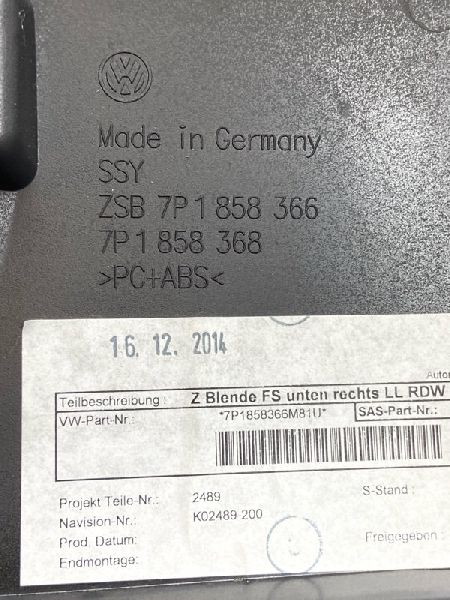 Made in Germany
SSY
ZSB 7P1 858 366
7P1 858 368
>PC+ABS<
16. 12. 2014
Teilbeschreibung : Z Blende FS unten rechts LL RDW
VW-Part-Nr.: *7P1858366M81U* SAS-Part-Nr.:
Projekt Teile-Nr.: 2489 S-Stand :
Navision-Nr.: K02489-200
Prod. Datum: Freigegeben :
Endmontage: